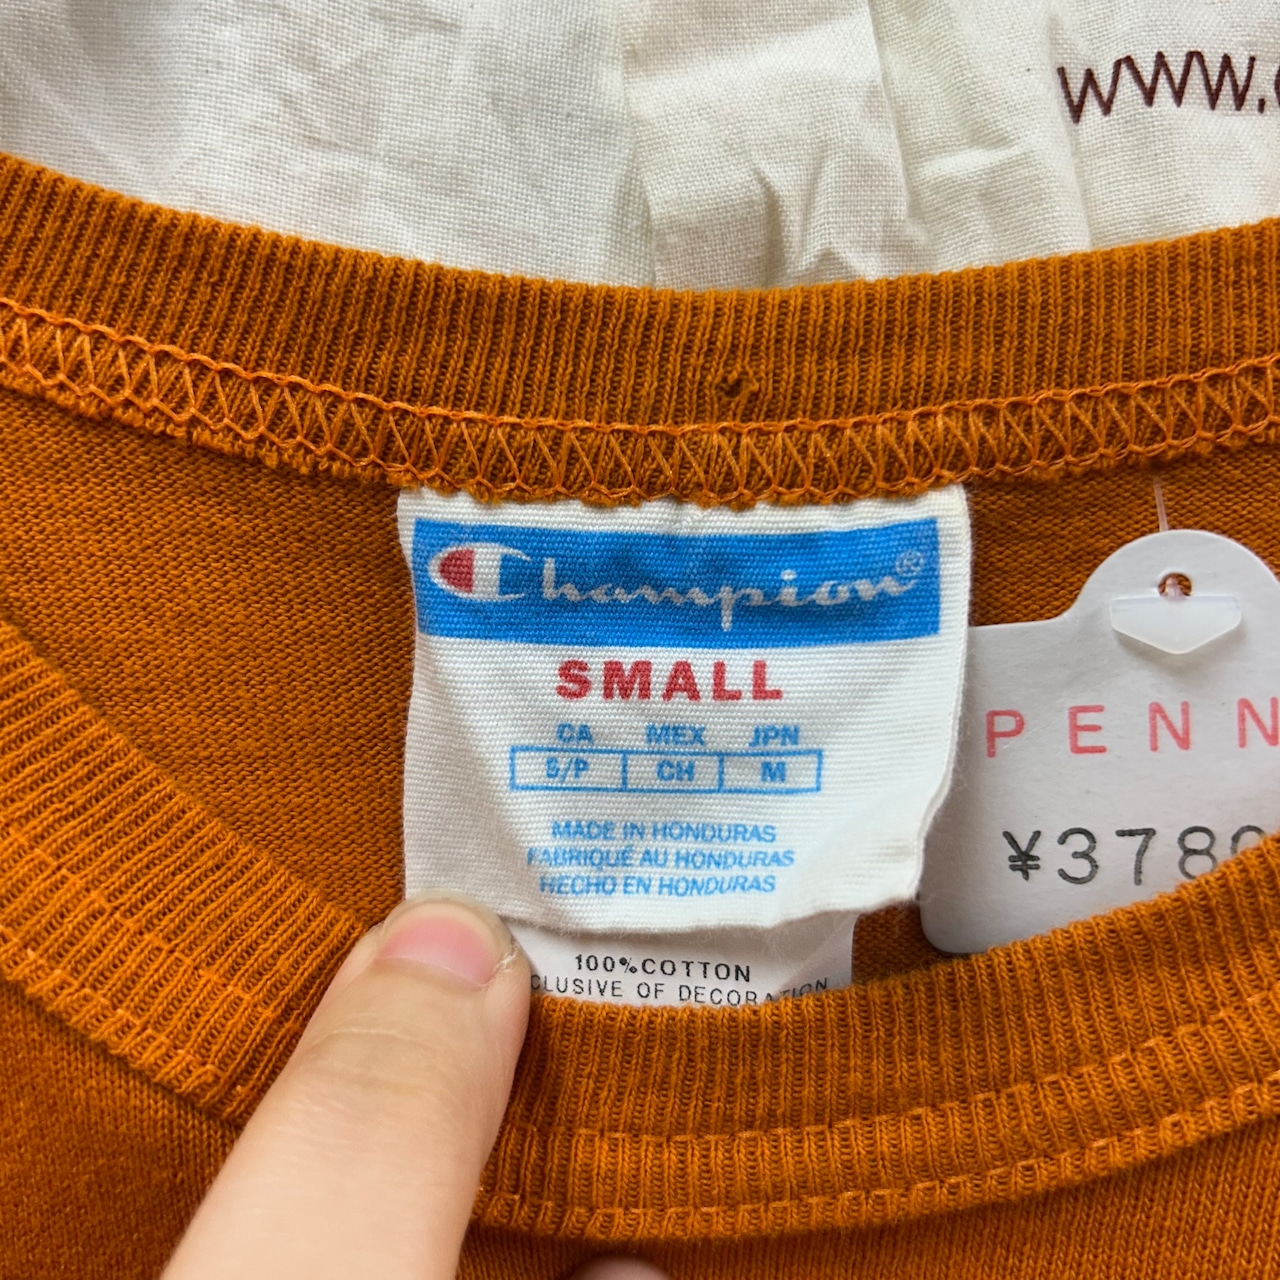 www.
Champion®
SMALL
CA MEX JPN
S/P CH M
MADE IN HONDURAS
FABRIQUÉ AU HONDURAS
HECHO EN HONDURAS
100% COTTON
CLUSIVE OF DECORATION
PENN
¥378